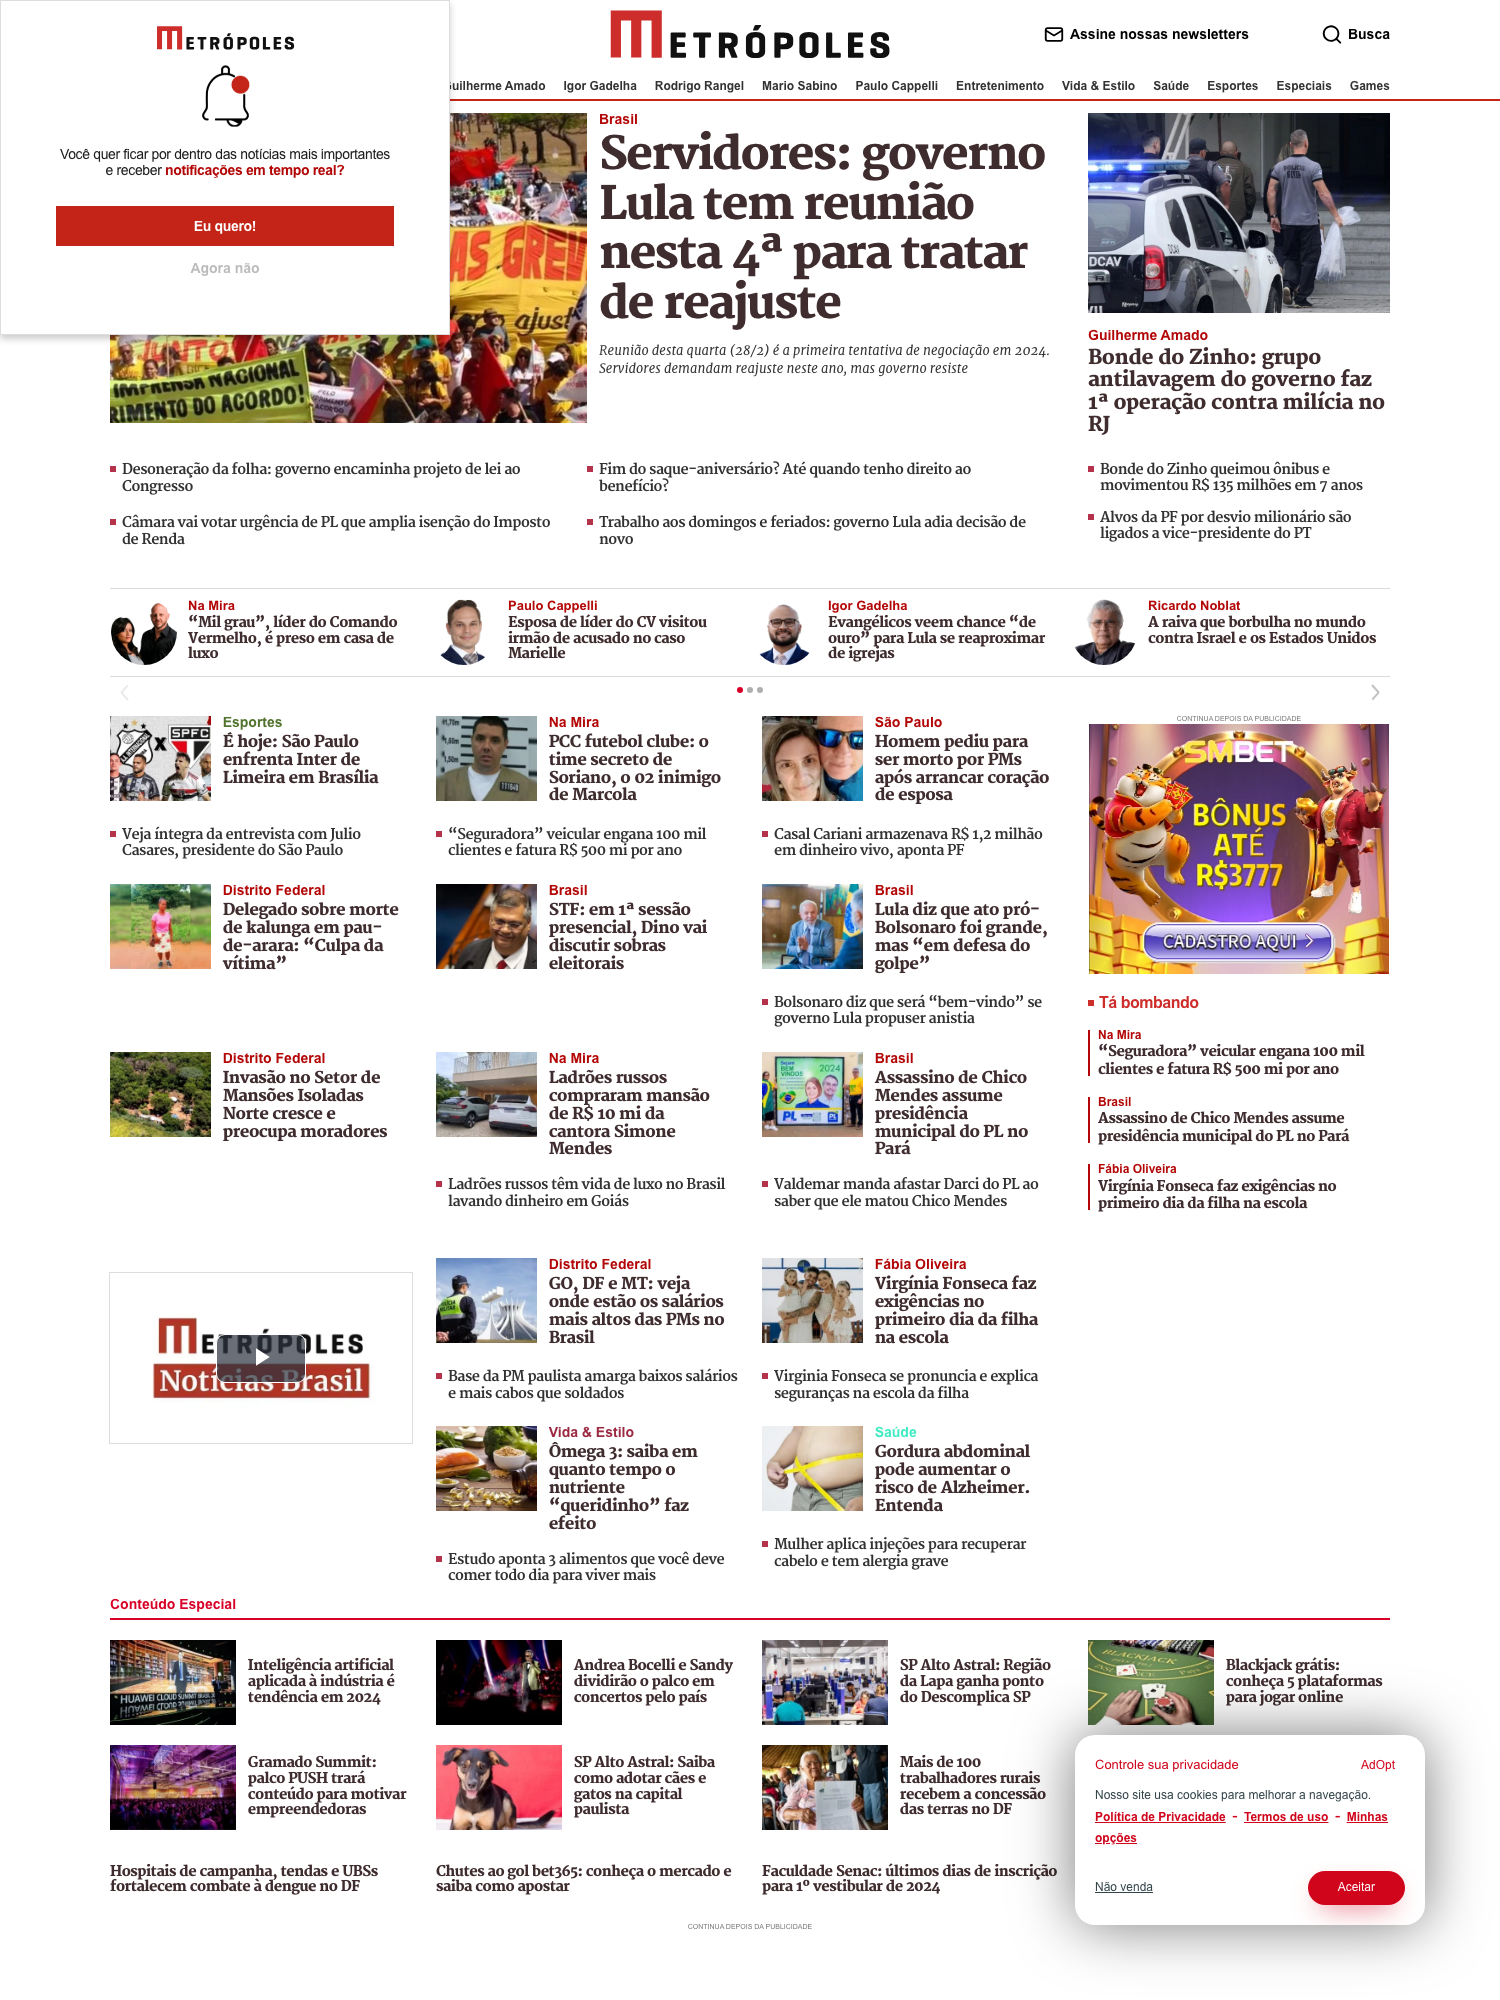 METRÓPOLES
Você quer ficar por dentro das notícias mais importantes
e receber notificações em tempo real?
Eu quero!
Agora não
METRÓPOLES
Assine nossas newsletters
Busca
Guilherme Amado Igor Gadelha Rodrigo Rangel Mario Sabino Paulo Cappelli Entretenimento Vida & Estilo Saúde Esportes Especiais Games
Brasil
Servidores: governo
Lula tem reunião
nesta 4ª para tratar
de reajuste
Reunião desta quarta (28/2) é a primeira tentativa de negociação em 2024.
Servidores demandam reajuste neste ano, mas governo resiste
ajust
MPRENSA NACIONAL
RIMENTO DO ACORDO!
DCAV
Guilherme Amado
Bonde do Zinho: grupo
antilavagem do governo faz
1ª operação contra milícia no
RJ
Desoneração da folha: governo encaminha projeto de lei ao
Congresso
Câmara vai votar urgência de PL que amplia isenção do Imposto
de Renda
Fim do saque-aniversário? Até quando tenho direito ao
benefício?
Trabalho aos domingos e feriados: governo Lula adia decisão de
novo
Bonde do Zinho queimou ônibus e
movimentou R$ 135 milhões em 7 anos
Alvos da PF por desvio milionário são
ligados a vice-presidente do PT
Na Mira
“Mil grau”, líder do Comando
Vermelho, é preso em casa de
luxo
Paulo Cappelli
Esposa de líder do CV visitou
irmão de acusado no caso
Marielle
Igor Gadelha
Evangélicos veem chance “de
ouro” para Lula se reaproximar
de igrejas
Ricardo Noblat
A raiva que borbulha no mundo
contra Israel e os Estados Unidos
X SPFC
Esportes
É hoje: São Paulo
enfrenta Inter de
Limeira em Brasília
Veja íntegra da entrevista com Julio
Casares, presidente do São Paulo
Na Mira
PCC futebol clube: o
time secreto de
Soriano, o 02 inimigo
de Marcola
“Seguradora” veicular engana 100 mil
clientes e fatura R$ 500 mi por ano
São Paulo
Homem pediu para
ser morto por PMs
após arrancar coração
de esposa
Casal Cariani armazenava R$ 1,2 milhão
em dinheiro vivo, aponta PF
CONTINUA DEPOIS DA PUBLICIDADE
SMBET
BÔNUS
ATÉ
R$3777
CADASTRO AQUI >
Distrito Federal
Delegado sobre morte
de kalunga em pau-
de-arara: “Culpa da
vítima”
Brasil
STF: em 1ª sessão
presencial, Dino vai
discutir sobras
eleitorais
Brasil
Lula diz que ato pró-
Bolsonaro foi grande,
mas “em defesa do
golpe”
Bolsonaro diz que será “bem-vindo” se
governo Lula propuser anistia
Tá bombando
Na Mira
“Seguradora” veicular engana 100 mil
clientes e fatura R$ 500 mi por ano
Brasil
Assassino de Chico Mendes assume
presidência municipal do PL no Pará
Fábia Oliveira
Virgínia Fonseca faz exigências no
primeiro dia da filha na escola
Distrito Federal
Invasão no Setor de
Mansões Isoladas
Norte cresce e
preocupa moradores
Na Mira
Ladrões russos
compraram mansão
de R$ 10 mi da
cantora Simone
Mendes
Ladrões russos têm vida de luxo no Brasil
lavando dinheiro em Goiás
BEM
VINDOS
2024
PL
Brasil
Assassino de Chico
Mendes assume
presidência
municipal do PL no
Pará
Valdemar manda afastar Darci do PL ao
saber que ele matou Chico Mendes
METRÓPOLES
Notícias Brasil
Distrito Federal
GO, DF e MT: veja
onde estão os salários
mais altos das PMs no
Brasil
Base da PM paulista amarga baixos salários
e mais cabos que soldados
Fábia Oliveira
Virgínia Fonseca faz
exigências no
primeiro dia da filha
na escola
Virginia Fonseca se pronuncia e explica
seguranças na escola da filha
Vida & Estilo
Ômega 3: saiba em
quanto tempo o
nutriente
“queridinho” faz
efeito
Estudo aponta 3 alimentos que você deve
comer todo dia para viver mais
Saúde
Gordura abdominal
pode aumentar o
risco de Alzheimer.
Entenda
Mulher aplica injeções para recuperar
cabelo e tem alergia grave
Conteúdo Especial
HUAWEI CLOUD SUMMIT BRASIL
Inteligência artificial
aplicada à indústria é
tendência em 2024
Andrea Bocelli e Sandy
dividirão o palco em
concertos pelo país
SP Alto Astral: Região
da Lapa ganha ponto
do Descomplica SP
BLACKJACK
Blackjack grátis:
conheça 5 plataformas
para jogar online
Gramado Summit:
palco PUSH trará
conteúdo para motivar
empreendedoras
SP Alto Astral: Saiba
como adotar cães e
gatos na capital
paulista
Mais de 100
trabalhadores rurais
recebem a concessão
das terras no DF
Hospitais de campanha, tendas e UBSs
fortalecem combate à dengue no DF
Chutes ao gol bet365: conheça o mercado e
saiba como apostar
Faculdade Senac: últimos dias de inscrição
para 1º vestibular de 2024
Controle sua privacidade
AdOpt
Nosso site usa cookies para melhorar a navegação.
Política de Privacidade - Termos de uso - Minhas
opções
Não venda
Aceitar
CONTINUA DEPOIS DA PUBLICIDADE